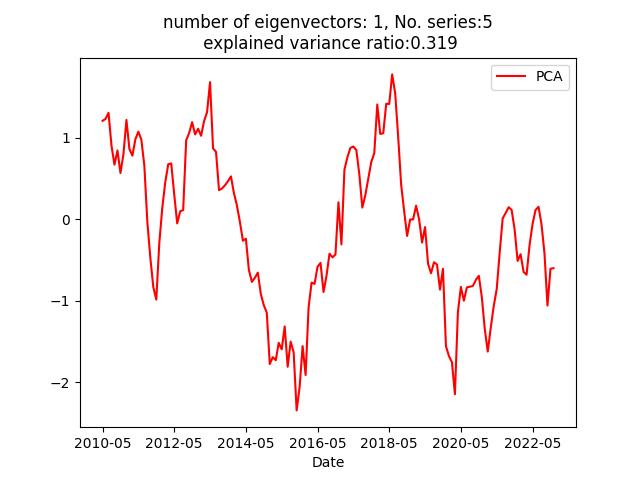 number of eigenvectors: 1, No. series:5
explained variance ratio:0.319
PCA
1
0
−1
−2
2010-05 2012-05 2014-05 2016-05 2018-05 2020-05 2022-05
Date